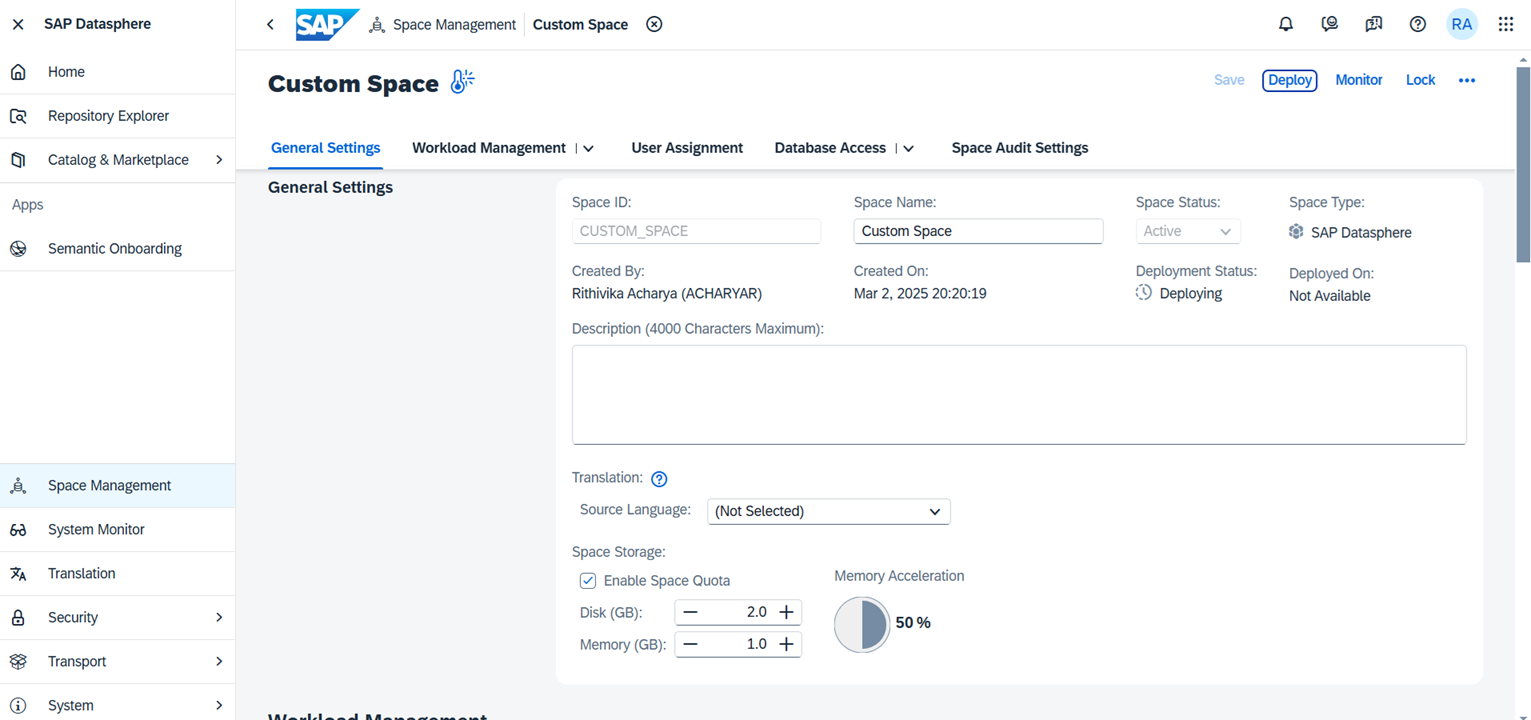 SAP Datasphere
Home
Repository Explorer
Catalog & Marketplace
Apps
Semantic Onboarding
Space Management
System Monitor
Translation
Security
Transport
System
SAP Space Management Custom Space RA
Custom Space
Save Deploy Monitor Lock
General Settings Workload Management User Assignment Database Access Space Audit Settings
General Settings
Space ID: Space Name: Space Status: Space Type:
CUSTOM_SPACE Custom Space Active SAP Datasphere
Created By: Created On: Deployment Status: Deployed On:
Rithivika Acharya (ACHARYAR) Mar 2, 2025 20:20:19 Deploying Not Available
Description (4000 Characters Maximum):
Translation:
Source Language: (Not Selected)
Space Storage:
Enable Space Quota Memory Acceleration
Disk (GB): 2.0
50 %
Memory (GB): 1.0
Workload Management